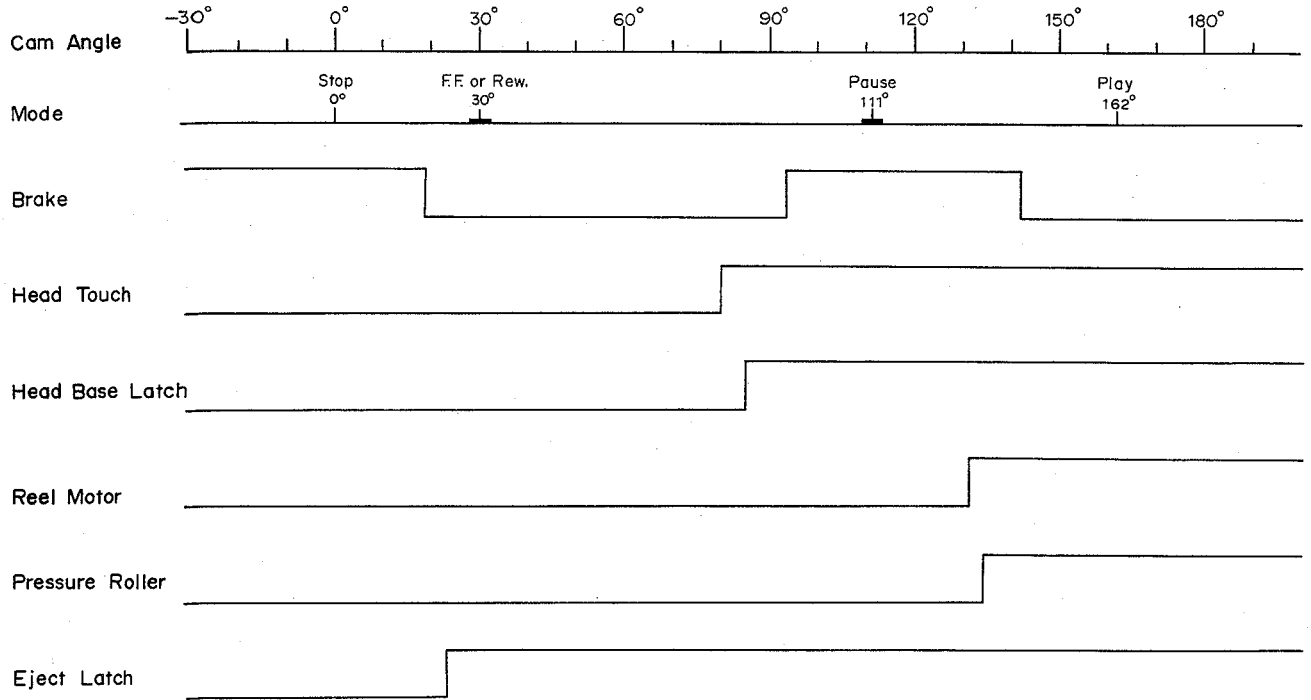 −30° 0° 30° 60° 90° 120° 150° 180°
Cam Angle
Stop F.F. or Rew. Pause Play
0° 30° 111° 162°
Mode
Brake
Head Touch
Head Base Latch
Reel Motor
Pressure Roller
Eject Latch